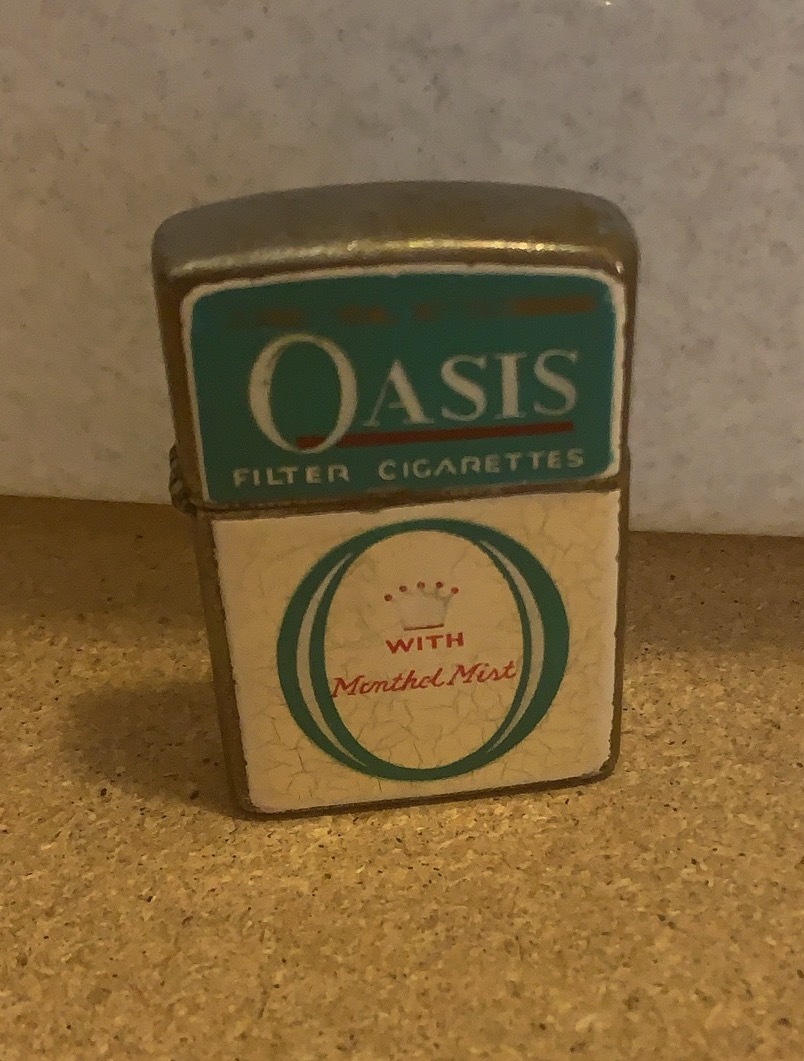 OASIS
FILTER CIGARETTES
WITH
Menthol Mist